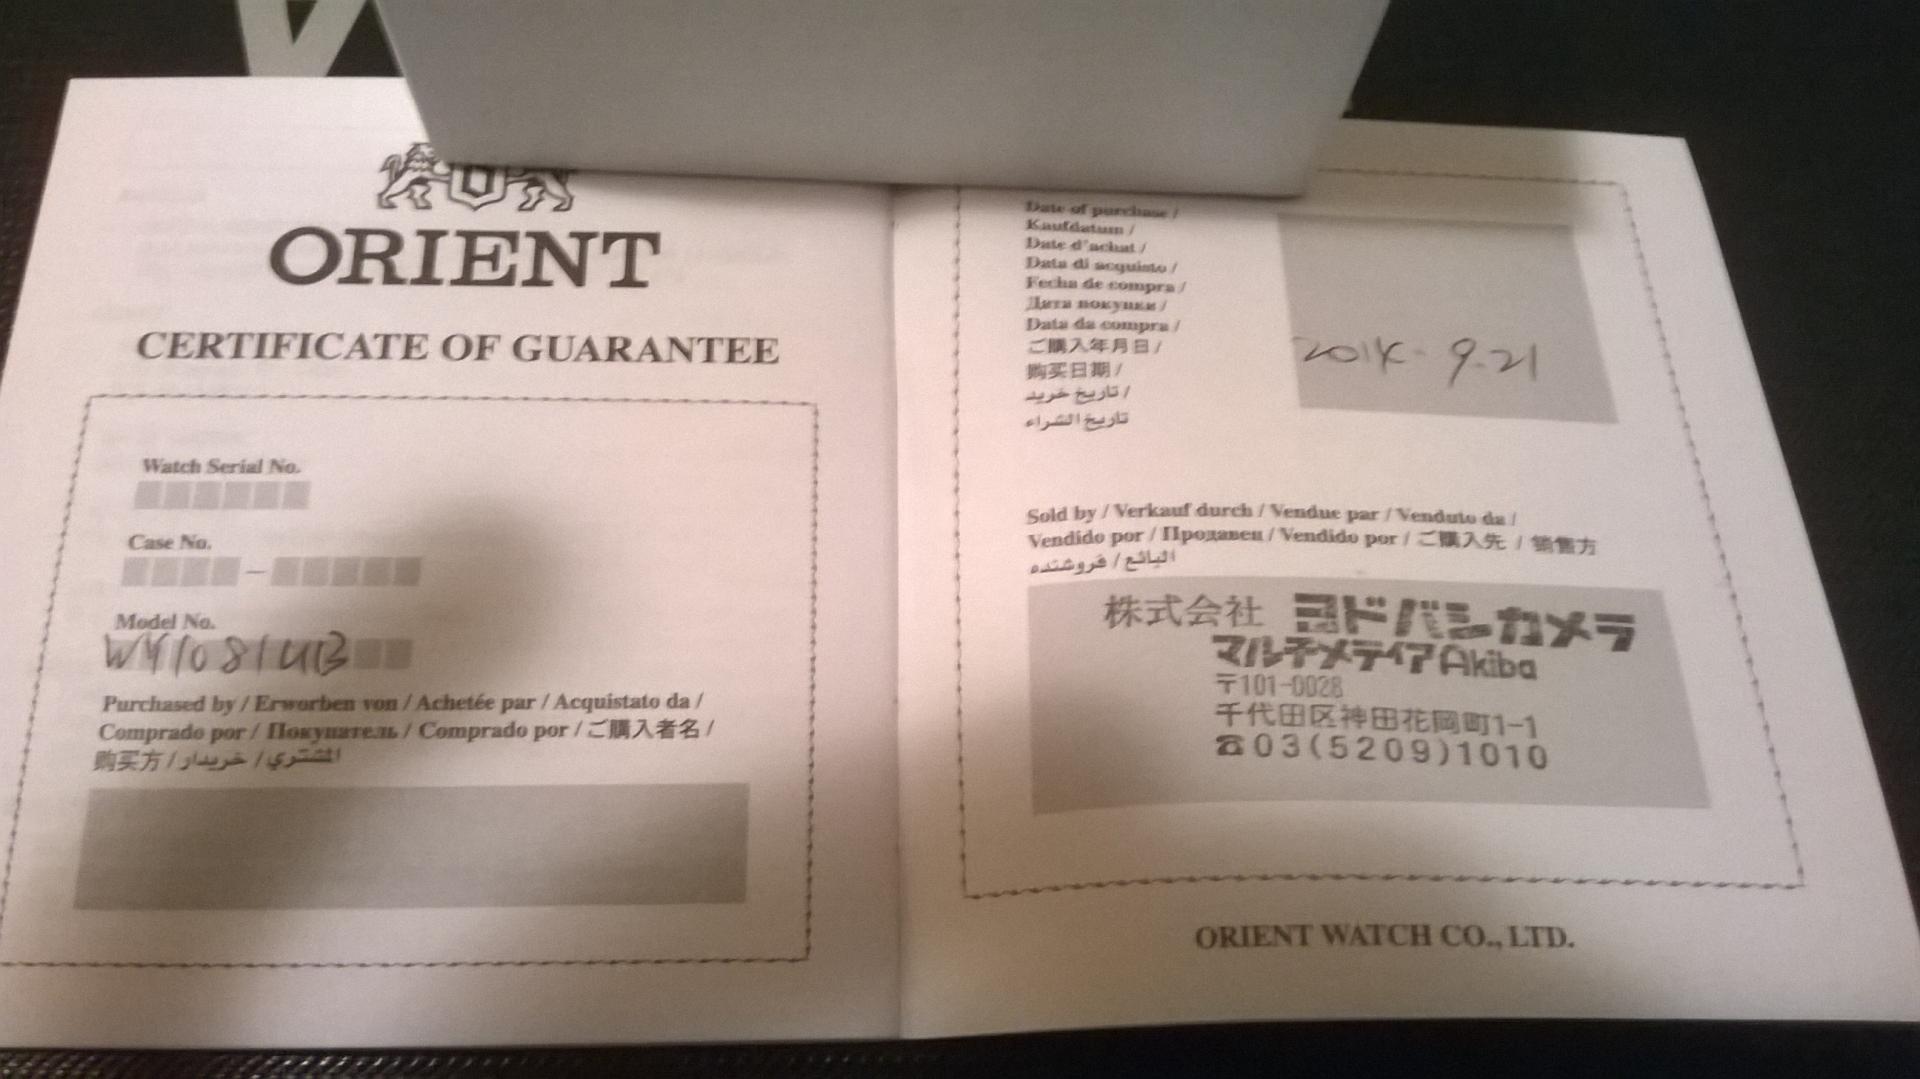 ORIENT
CERTIFICATE OF GUARANTEE
Watch Serial No.
Case No.
Model No.
WY1081UB
Purchased by / Erworben von / Achetée par / Acquistato da /
Comprado por / Покупатель / Comprado por / ご購入者名 /
购买方 / خریدار / المشتري
Date of purchase /
Kaufdatum /
Date d'achat /
Data di acquisto /
Fecha de compra /
Дата покупки /
Data da compra /
ご購入年月日 /
购买日期 /
تاریخ خرید /
تاريخ الشراء
2014. 9.21
Sold by / Verkauf durch / Vendue par / Venduto da /
Vendido por / Продавец / Vendido por / ご購入先 / 销售方
البائع / فروشنده
株式会社 ヨドバシカメラ
マルチメディアAkiba
〒101-0028
千代田区神田花岡町1-1
☎03(5209)1010
ORIENT WATCH CO., LTD.